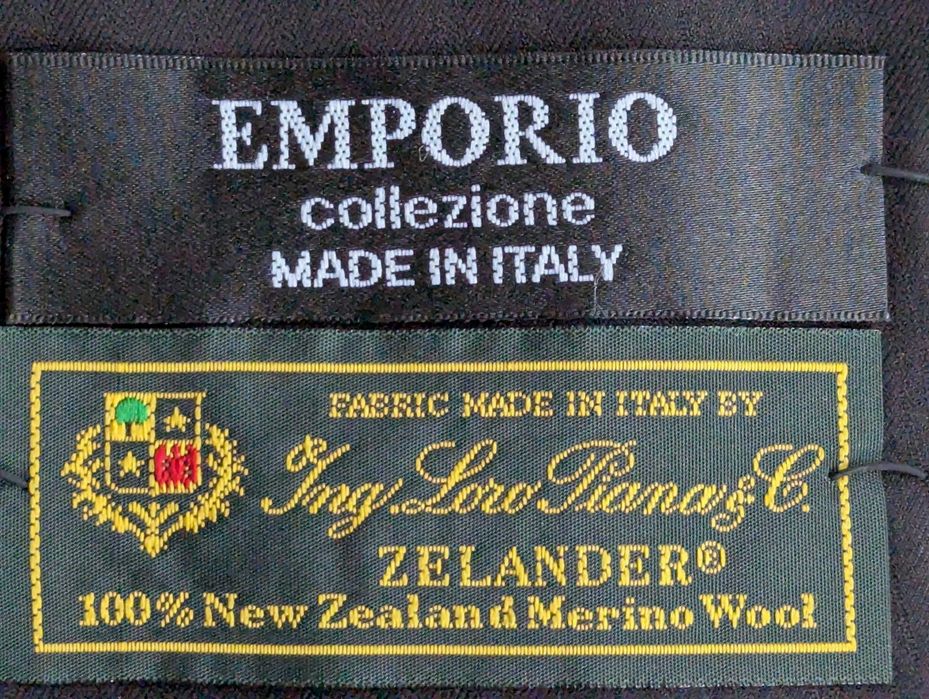 EMPORIO
collezione
MADE IN ITALY
FABRIC MADE IN ITALY BY
Ing. Loro Piana & C.
ZELANDER®
100% New Zealand Merino Wool